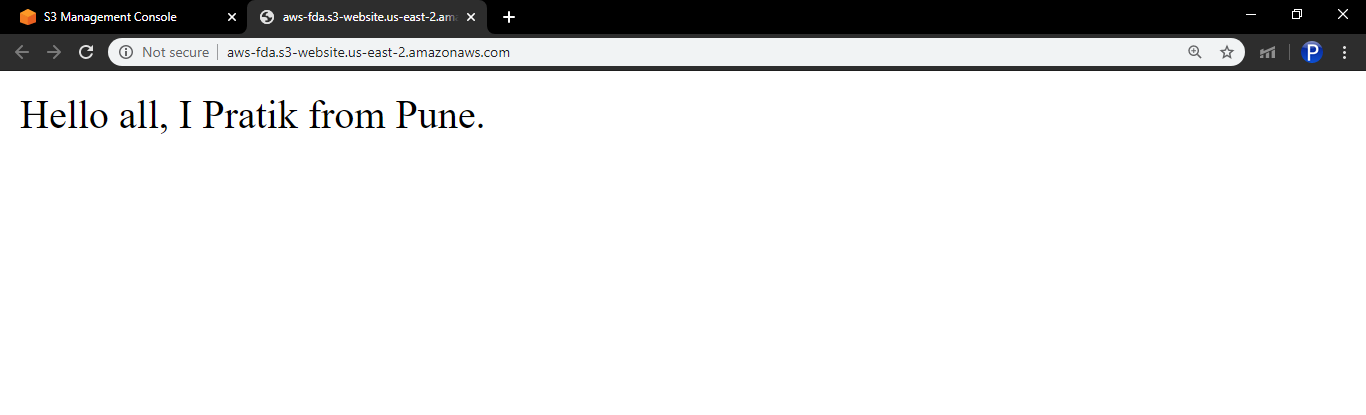 S3 Management Console
aws-fda.s3-website.us-east-2.am
Not secure
aws-fda.s3-website.us-east-2.amazonaws.com
P
Hello all, I Pratik from Pune.